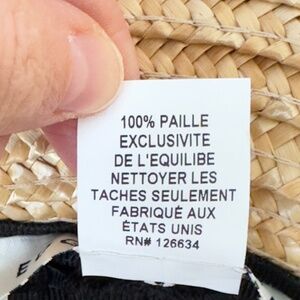 100% PAILLE
EXCLUSIVITE
DE L'EQUILIBE
NETTOYER LES
TACHES SEULEMENT
FABRIQUÉ AUX
ÉTATS UNIS
RN# 126634